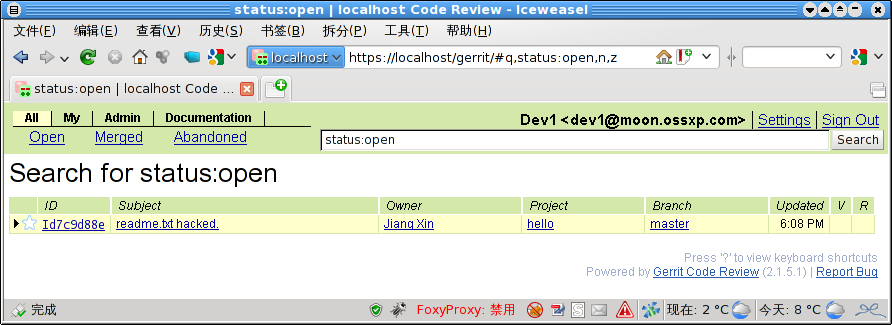 status:open | localhost Code Review - Iceweasel
文件(F) 编辑(E) 查看(V) 历史(S) 书签(B) 拆分(P) 工具(T) 帮助(H)
localhost https://localhost/gerrit/#q,status:open,n,z
status:open | localhost Code ...
All My Admin Documentation Dev1 <dev1@moon.ossxp.com> | Settings | Sign Out
Open Merged Abandoned status:open Search
Search for status:open
ID Subject Owner Project Branch Updated V R
Id7c9d88e readme.txt hacked. Jiang Xin hello master 6:08 PM
Press '?' to view keyboard shortcuts
Powered by Gerrit Code Review (2.1.5.1) | Report Bug
完成 FoxyProxy: 禁用 S 现在: 2 °C 今天: 8 °C